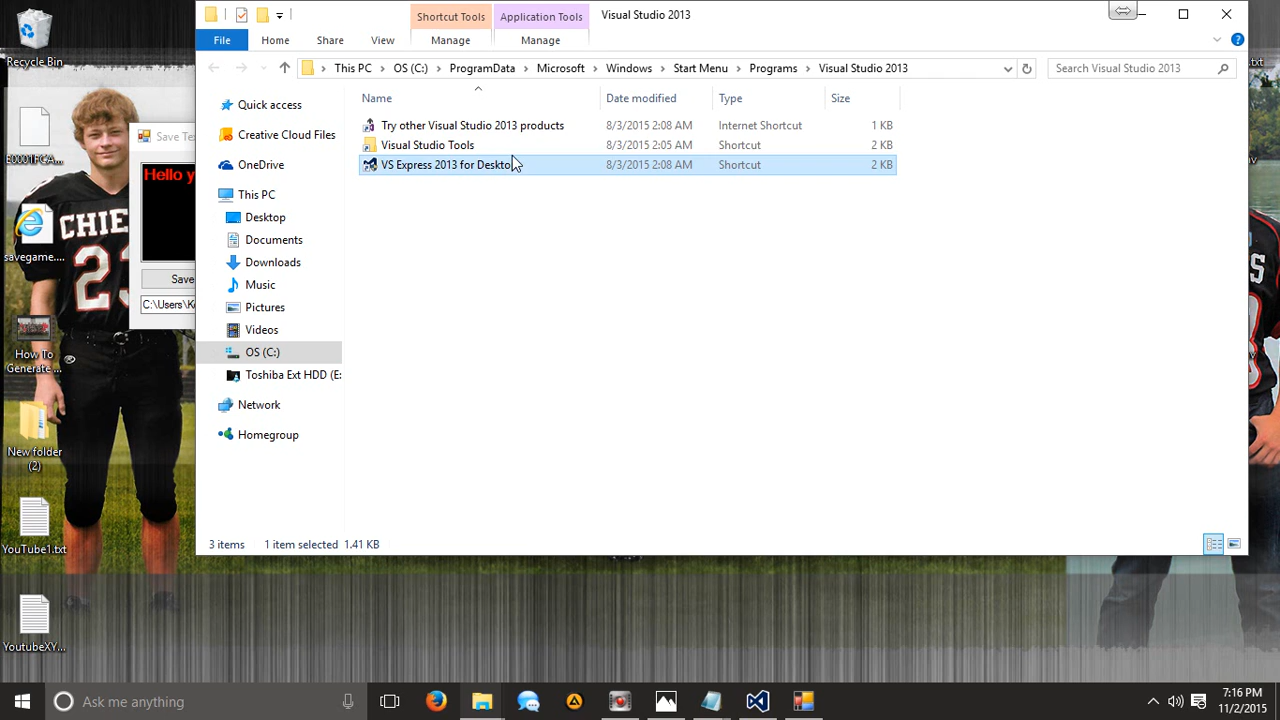 Shortcut Tools
Application Tools
Visual Studio 2013
File
Home
Share
View
Manage
Manage
This PC
OS (C:)
ProgramData
Microsoft
Windows
Start Menu
Programs
Visual Studio 2013
Search Visual Studio 2013
Name
Date modified
Type
Size
Try other Visual Studio 2013 products 8/3/2015 2:08 AM Internet Shortcut 1 KB
Visual Studio Tools 8/3/2015 2:05 AM Shortcut 2 KB
VS Express 2013 for Desktop 8/3/2015 2:08 AM Shortcut 2 KB
Quick access
Creative Cloud Files
OneDrive
This PC
Desktop
Documents
Downloads
Music
Pictures
Videos
OS (C:)
Toshiba Ext HDD (E:
Network
Homegroup
3 items 1 item selected 1.41 KB
Recycle Bin
E0001FCA...
savegame....
How To
Generate ...
New folder
(2)
YouTube1.txt
YoutubeXY...
Save Te
Hello y
Save
C:\Users\K
CHIE
23
.txt
Ask me anything
7:16 PM
11/2/2015